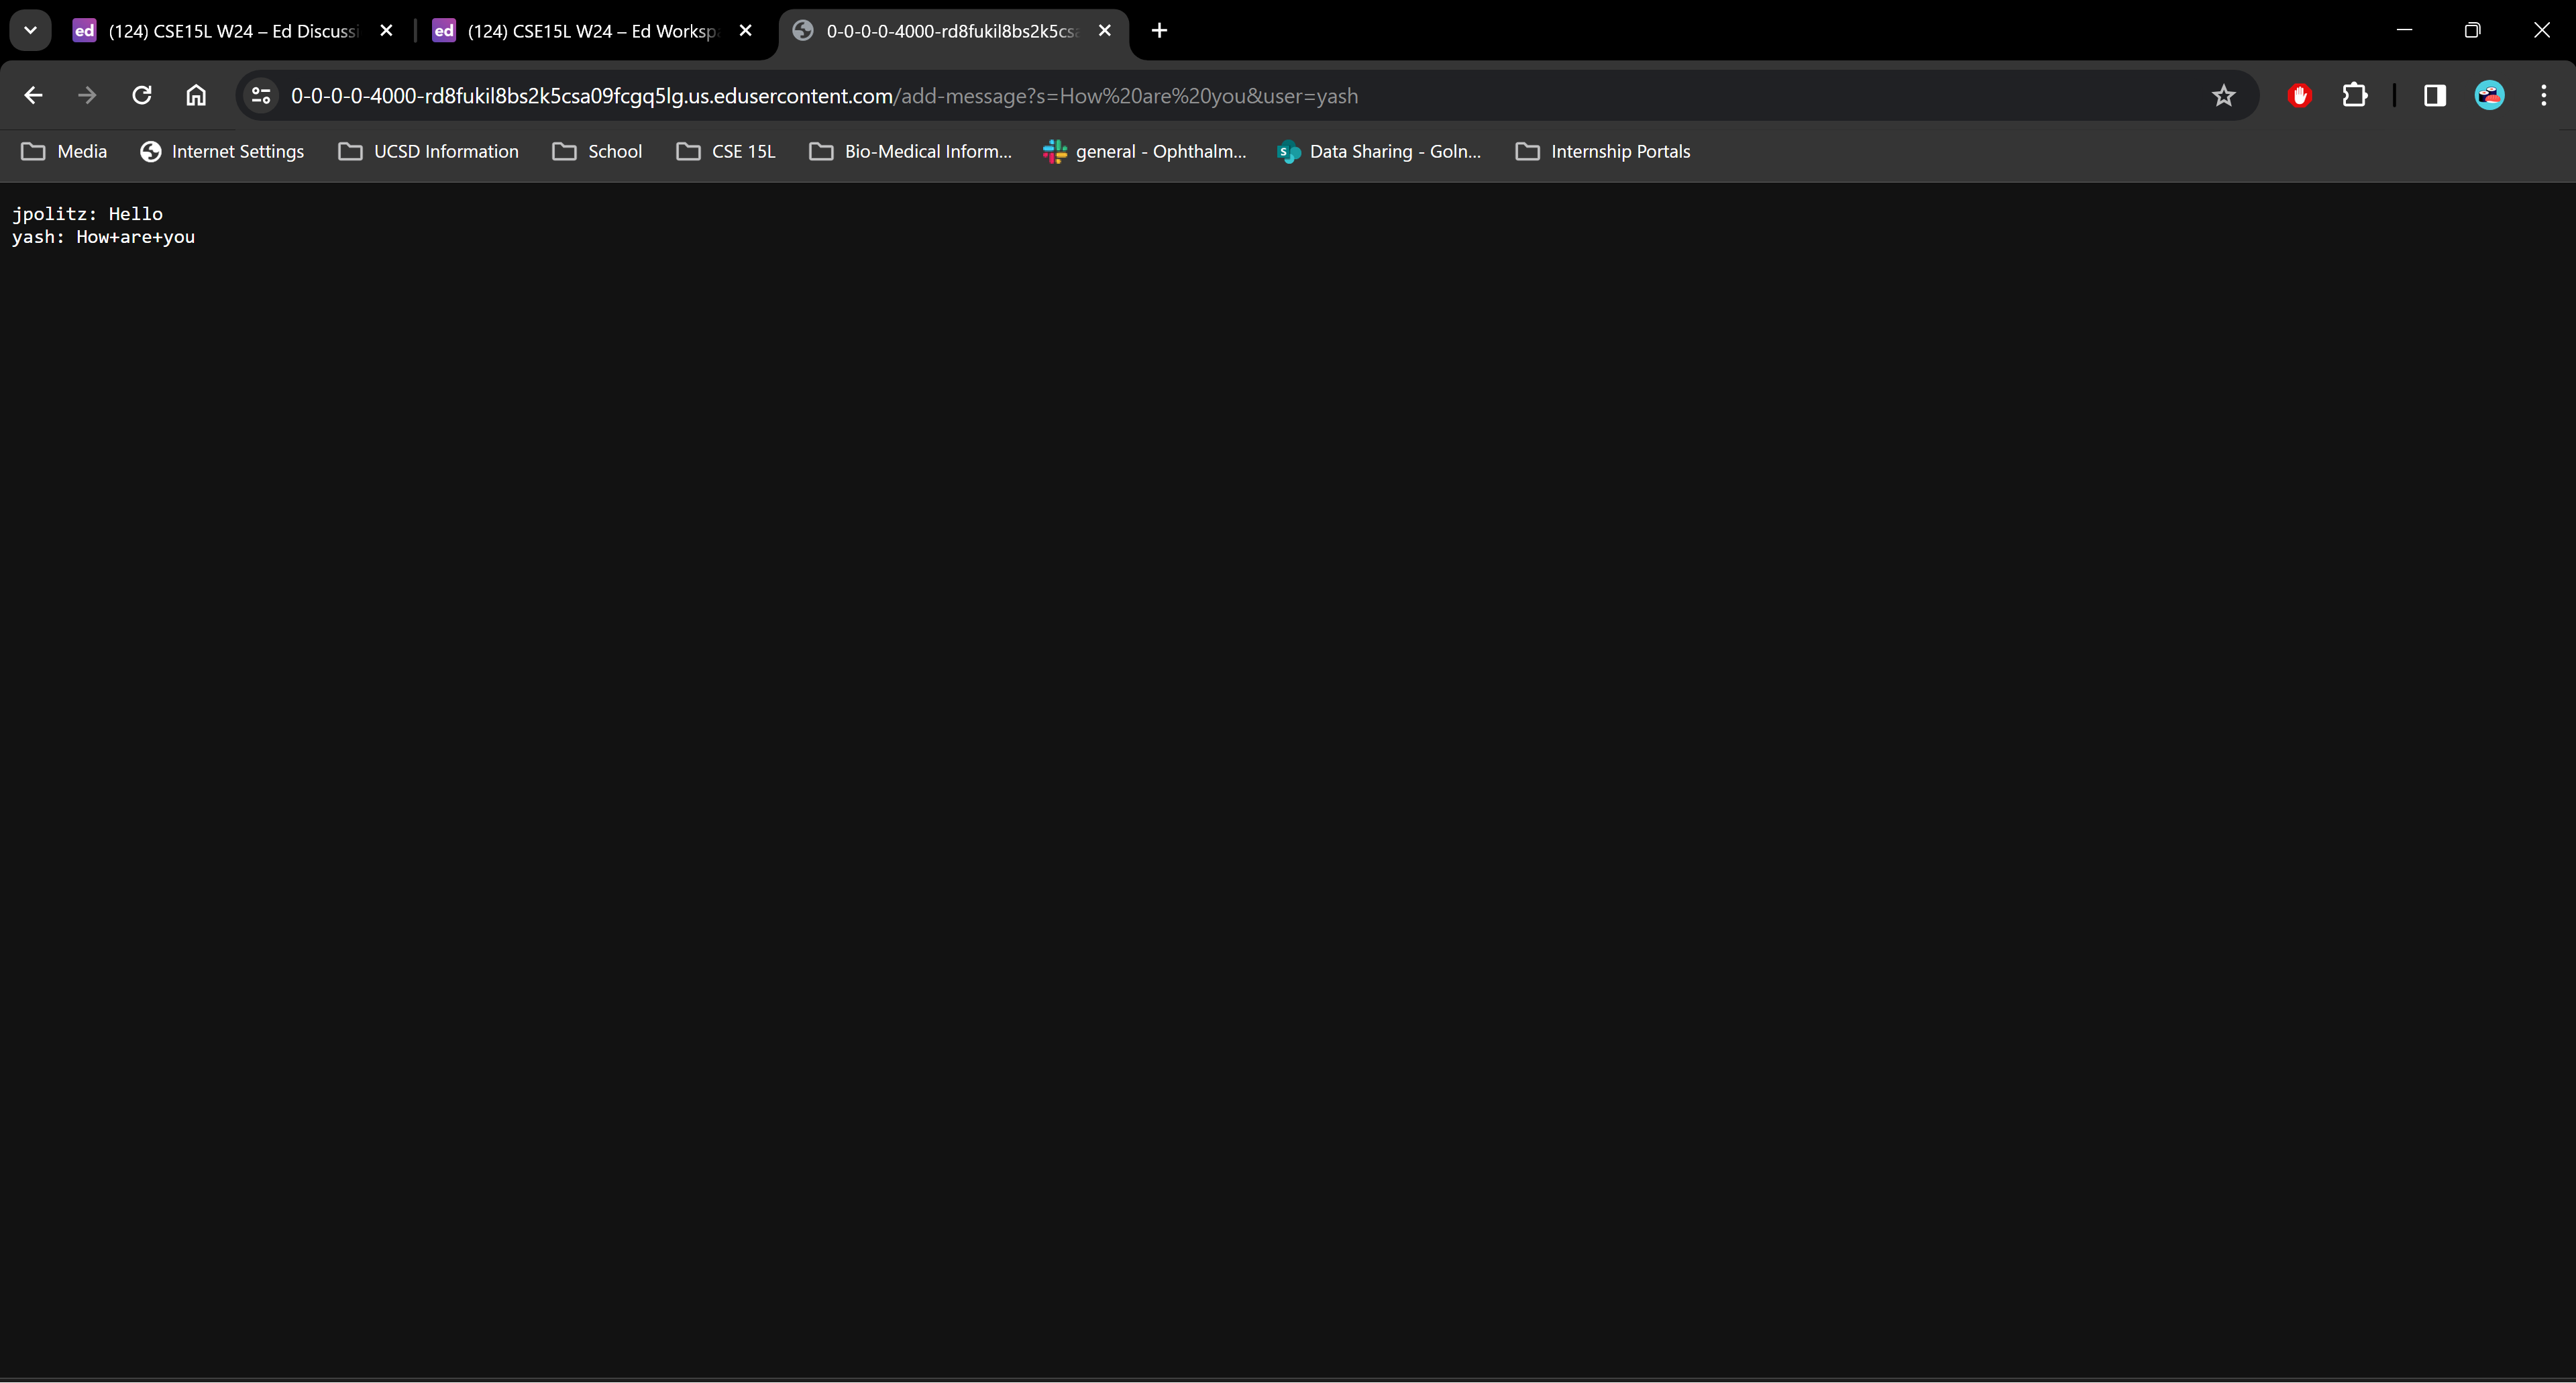 ed (124) CSE15L W24 – Ed Discussi
ed (124) CSE15L W24 – Ed Worksp
0-0-0-0-4000-rd8fukil8bs2k5csa
0-0-0-0-4000-rd8fukil8bs2k5csa09fcgq5lg.us.edusercontent.com/add-message?s=How%20are%20you&user=yash
Media Internet Settings UCSD Information School CSE 15L Bio-Medical Inform... general - Ophthalm... Data Sharing - Goln... Internship Portals
jpolitz: Hello
yash: How+are+you